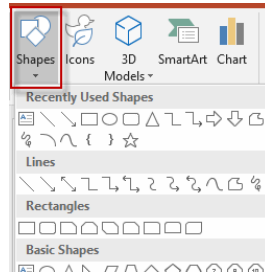 Shapes Icons 3D Models SmartArt Chart
Recently Used Shapes
Lines
Rectangles
Basic Shapes